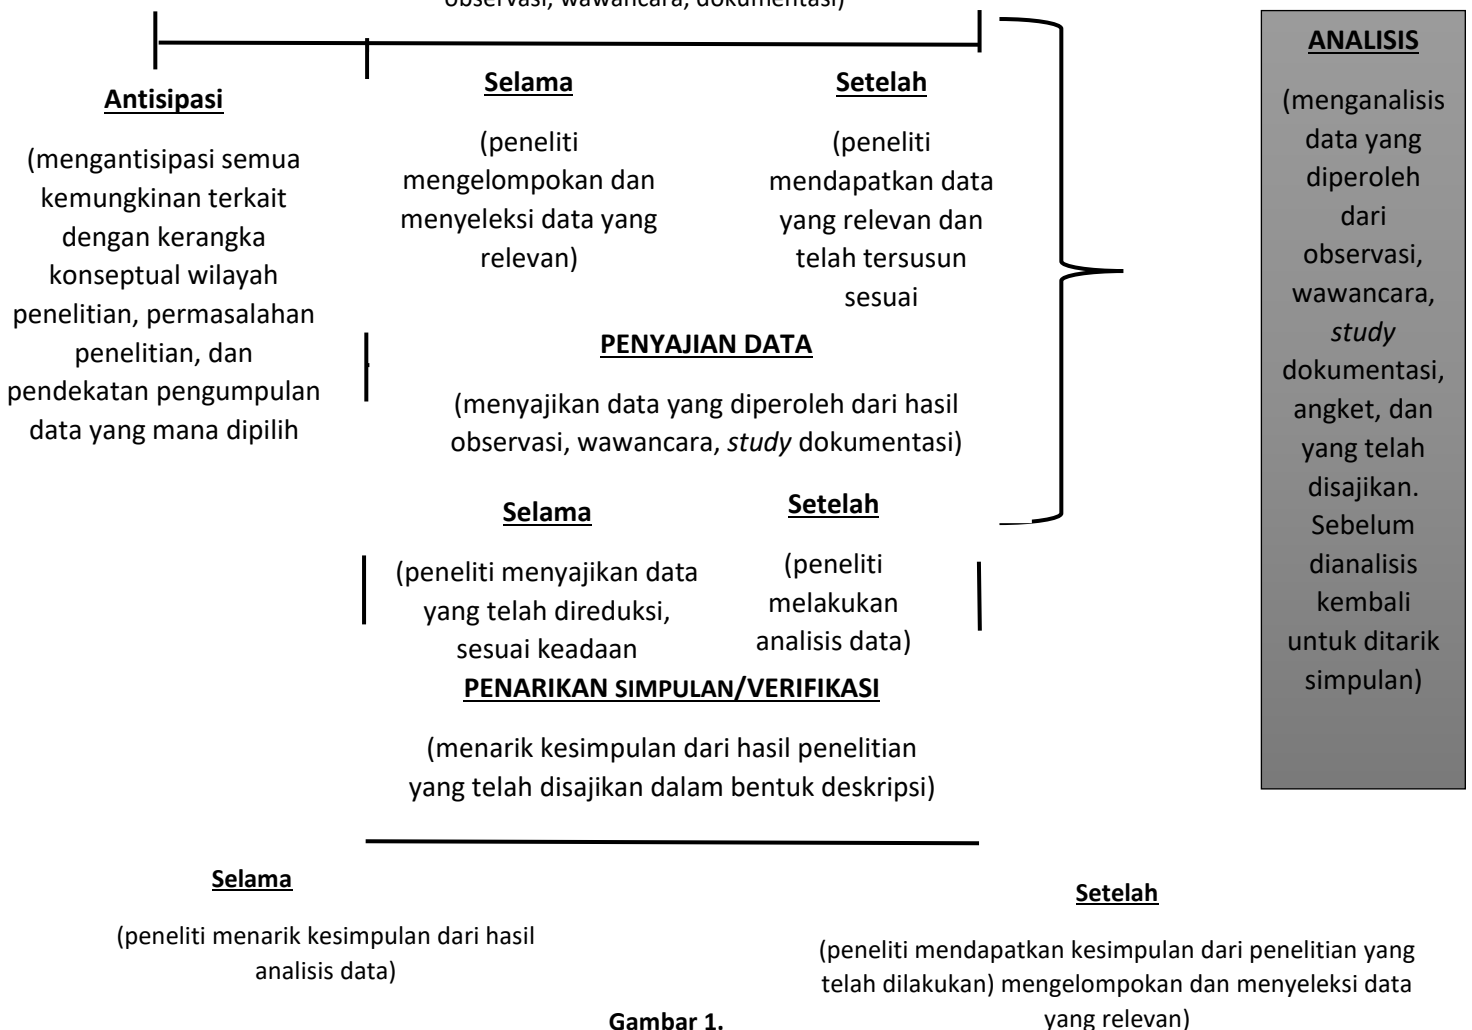 observasi, wawancara, dokumentasi)
Antisipasi
(mengantisipasi semua
kemungkinan terkait
dengan kerangka
konseptual wilayah
penelitian, permasalahan
penelitian, dan
pendekatan pengumpulan
data yang mana dipilih
Selama
(peneliti
mengelompokan dan
menyeleksi data yang
relevan)
Setelah
(peneliti
mendapatkan data
yang relevan dan
telah tersusun
sesuai
PENYAJIAN DATA
(menyajikan data yang diperoleh dari hasil
observasi, wawancara, study dokumentasi)
Selama
(peneliti menyajikan data
yang telah direduksi,
sesuai keadaan
Setelah
(peneliti
melakukan
analisis data)
PENARIKAN SIMPULAN/VERIFIKASI
(menarik kesimpulan dari hasil penelitian
yang telah disajikan dalam bentuk deskripsi)
Selama
(peneliti menarik kesimpulan dari hasil
analisis data)
Setelah
(peneliti mendapatkan kesimpulan dari penelitian yang
telah dilakukan) mengelompokan dan menyeleksi data
yang relevan)
ANALISIS
(menganalisis
data yang
diperoleh
dari
observasi,
wawancara,
study
dokumentasi,
angket, dan
yang telah
disajikan.
Sebelum
dianalisis
kembali
untuk ditarik
simpulan)
Gambar 1.